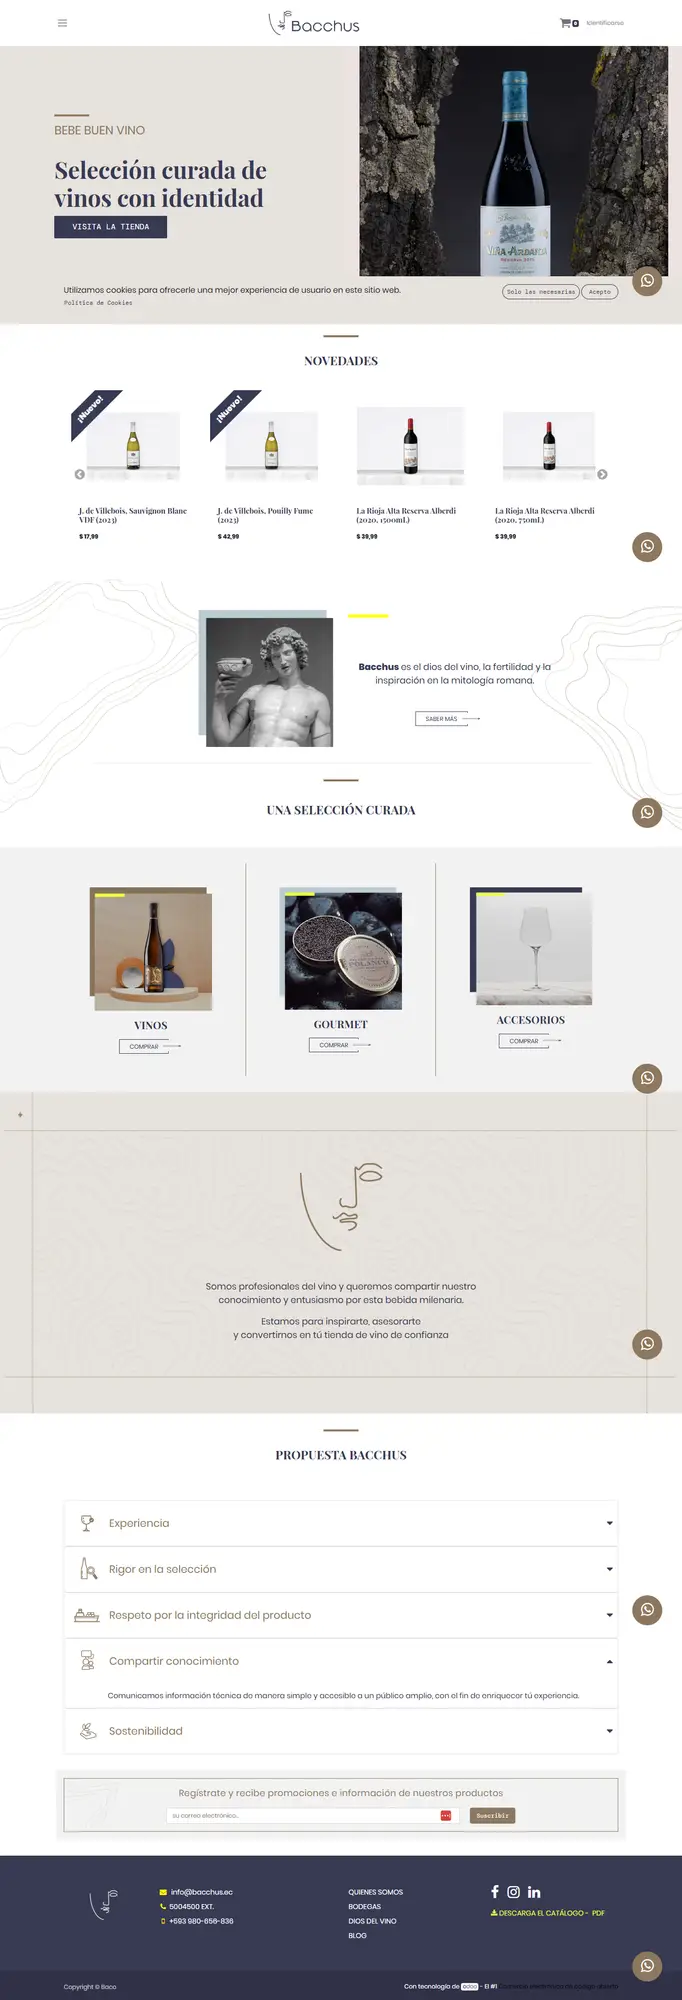 Bacchus
0
Identificarse
BEBE BUEN VINO
Selección curada de
vinos con identidad
VISITA LA TIENDA
VIÑA ARDANZA
Utilizamos cookies para ofrecerle una mejor experiencia de usuario en este sitio web.
Política de Cookies
Solo las necesarias
Acepto
NOVEDADES
¡Nuevo!
¡Nuevo!
J. de Villebois, Sauvignon Blanc
VDF (2023)
$ 17,99
J. de Villebois, Pouilly Fume
(2023)
$ 42,99
La Rioja Alta Reserva Alberdi
(2020, 1500mL)
$ 39,99
La Rioja Alta Reserva Alberdi
(2020, 750mL)
$ 39,99
Bacchus es el dios del vino, la fertilidad y la
inspiración en la mitología romana.
SABER MÁS
UNA SELECCIÓN CURADA
POLANCO
VINOS
COMPRAR
GOURMET
COMPRAR
ACCESORIOS
COMPRAR
Somos profesionales del vino y queremos compartir nuestro
conocimiento y entusiasmo por esta bebida milenaria.
Estamos para inspirarte, asesorarte
y convertirnos en tú tienda de vino de confianza
PROPUESTA BACCHUS
Experiencia
Rigor en la selección
Respeto por la integridad del producto
Compartir conocimiento
Comunicamos información técnica de manera simple y accesible a un público amplio, con el fin de enriquecer tú experiencia.
Sostenibilidad
Regístrate y recibe promociones e información de nuestros productos
su correo electrónico...
Suscribir
info@bacchus.ec
5004500 EXT.
+593 980-656-836
QUIENES SOMOS
BODEGAS
DIOS DEL VINO
BLOG
DESCARGA EL CATÁLOGO - PDF
Copyright © Baco
Con tecnología de odoo - El #1